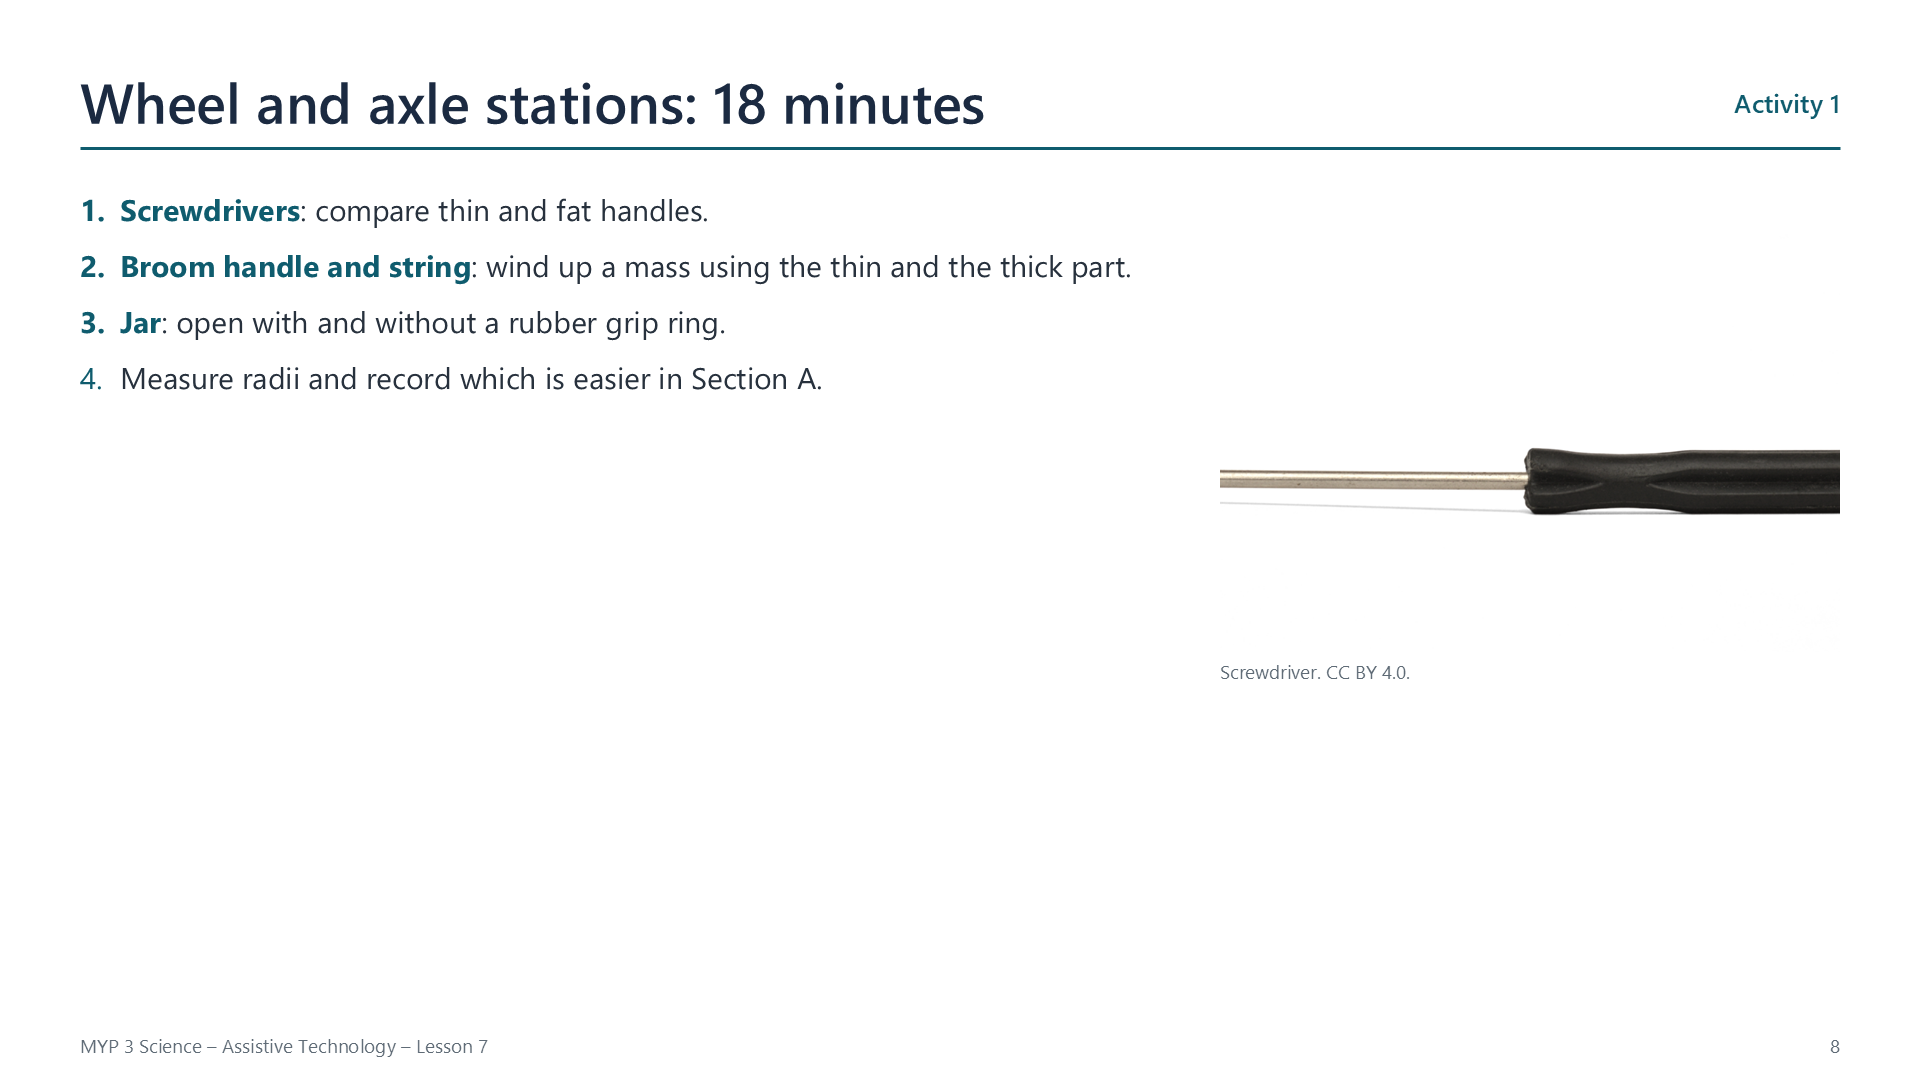 Wheel and axle stations: 18 minutes
Activity 1
1. Screwdrivers: compare thin and fat handles.
2. Broom handle and string: wind up a mass using the thin and the thick part.
3. Jar: open with and without a rubber grip ring.
4. Measure radii and record which is easier in Section A.
Screwdriver. CC BY 4.0.
MYP 3 Science – Assistive Technology – Lesson 7
8